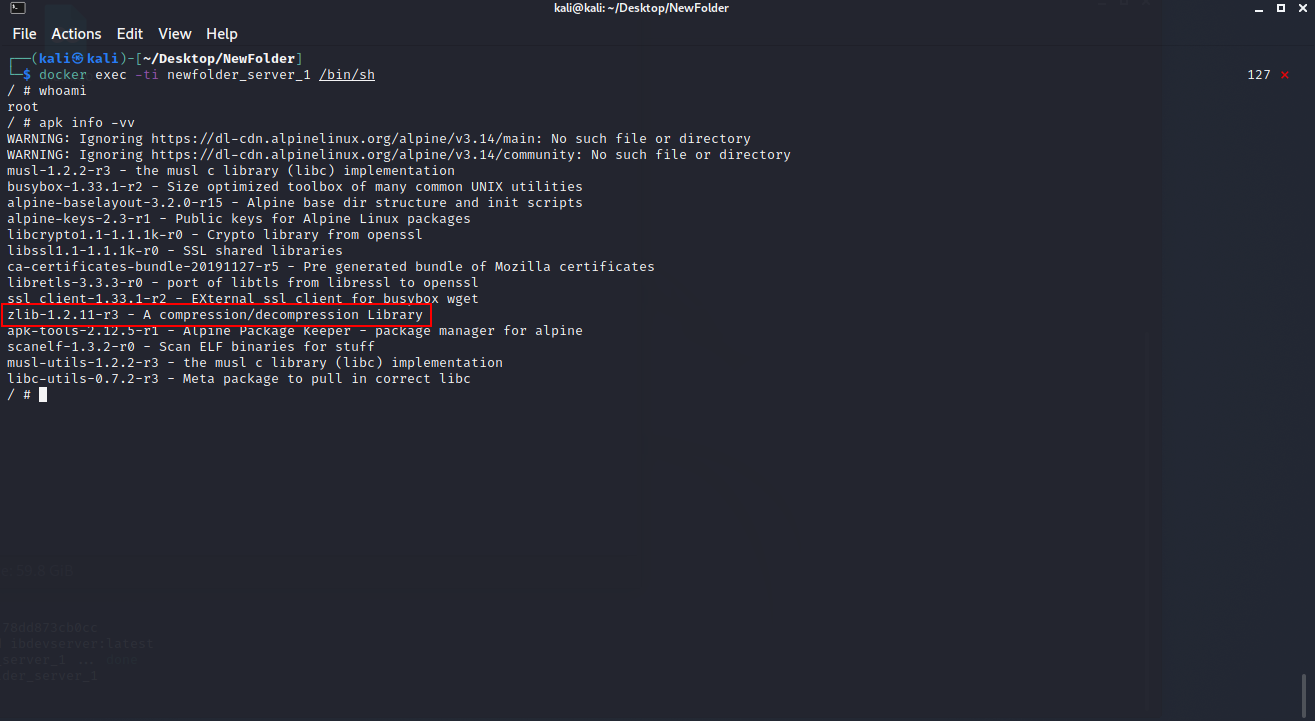 kali@kali: ~/Desktop/NewFolder
File Actions Edit View Help
┌──(kali㉿kali)-[~/Desktop/NewFolder]
└─$ docker exec -ti newfolder_server_1 /bin/sh 127 ⨯
/ # whoami
root
/ # apk info -vv
WARNING: Ignoring https://dl-cdn.alpinelinux.org/alpine/v3.14/main: No such file or directory
WARNING: Ignoring https://dl-cdn.alpinelinux.org/alpine/v3.14/community: No such file or directory
musl-1.2.2-r3 - the musl c library (libc) implementation
busybox-1.33.1-r2 - Size optimized toolbox of many common UNIX utilities
alpine-baselayout-3.2.0-r15 - Alpine base dir structure and init scripts
alpine-keys-2.3-r1 - Public keys for Alpine Linux packages
libcrypto1.1-1.1.1k-r0 - Crypto library from openssl
libssl1.1-1.1.1k-r0 - SSL shared libraries
ca-certificates-bundle-20191127-r5 - Pre generated bundle of Mozilla certificates
libretls-3.3.3-r0 - port of libtls from libressl to openssl
ssl_client-1.33.1-r2 - EXternal ssl_client for busybox wget
zlib-1.2.11-r3 - A compression/decompression Library
apk-tools-2.12.5-r1 - Alpine Package Keeper - package manager for alpine
scanelf-1.3.2-r0 - Scan ELF binaries for stuff
musl-utils-1.2.2-r3 - the musl c library (libc) implementation
libc-utils-0.7.2-r3 - Meta package to pull in correct libc
/ #
78dd873cb0cc
rbdevserver:latest
server_1 ... done
der_server_1